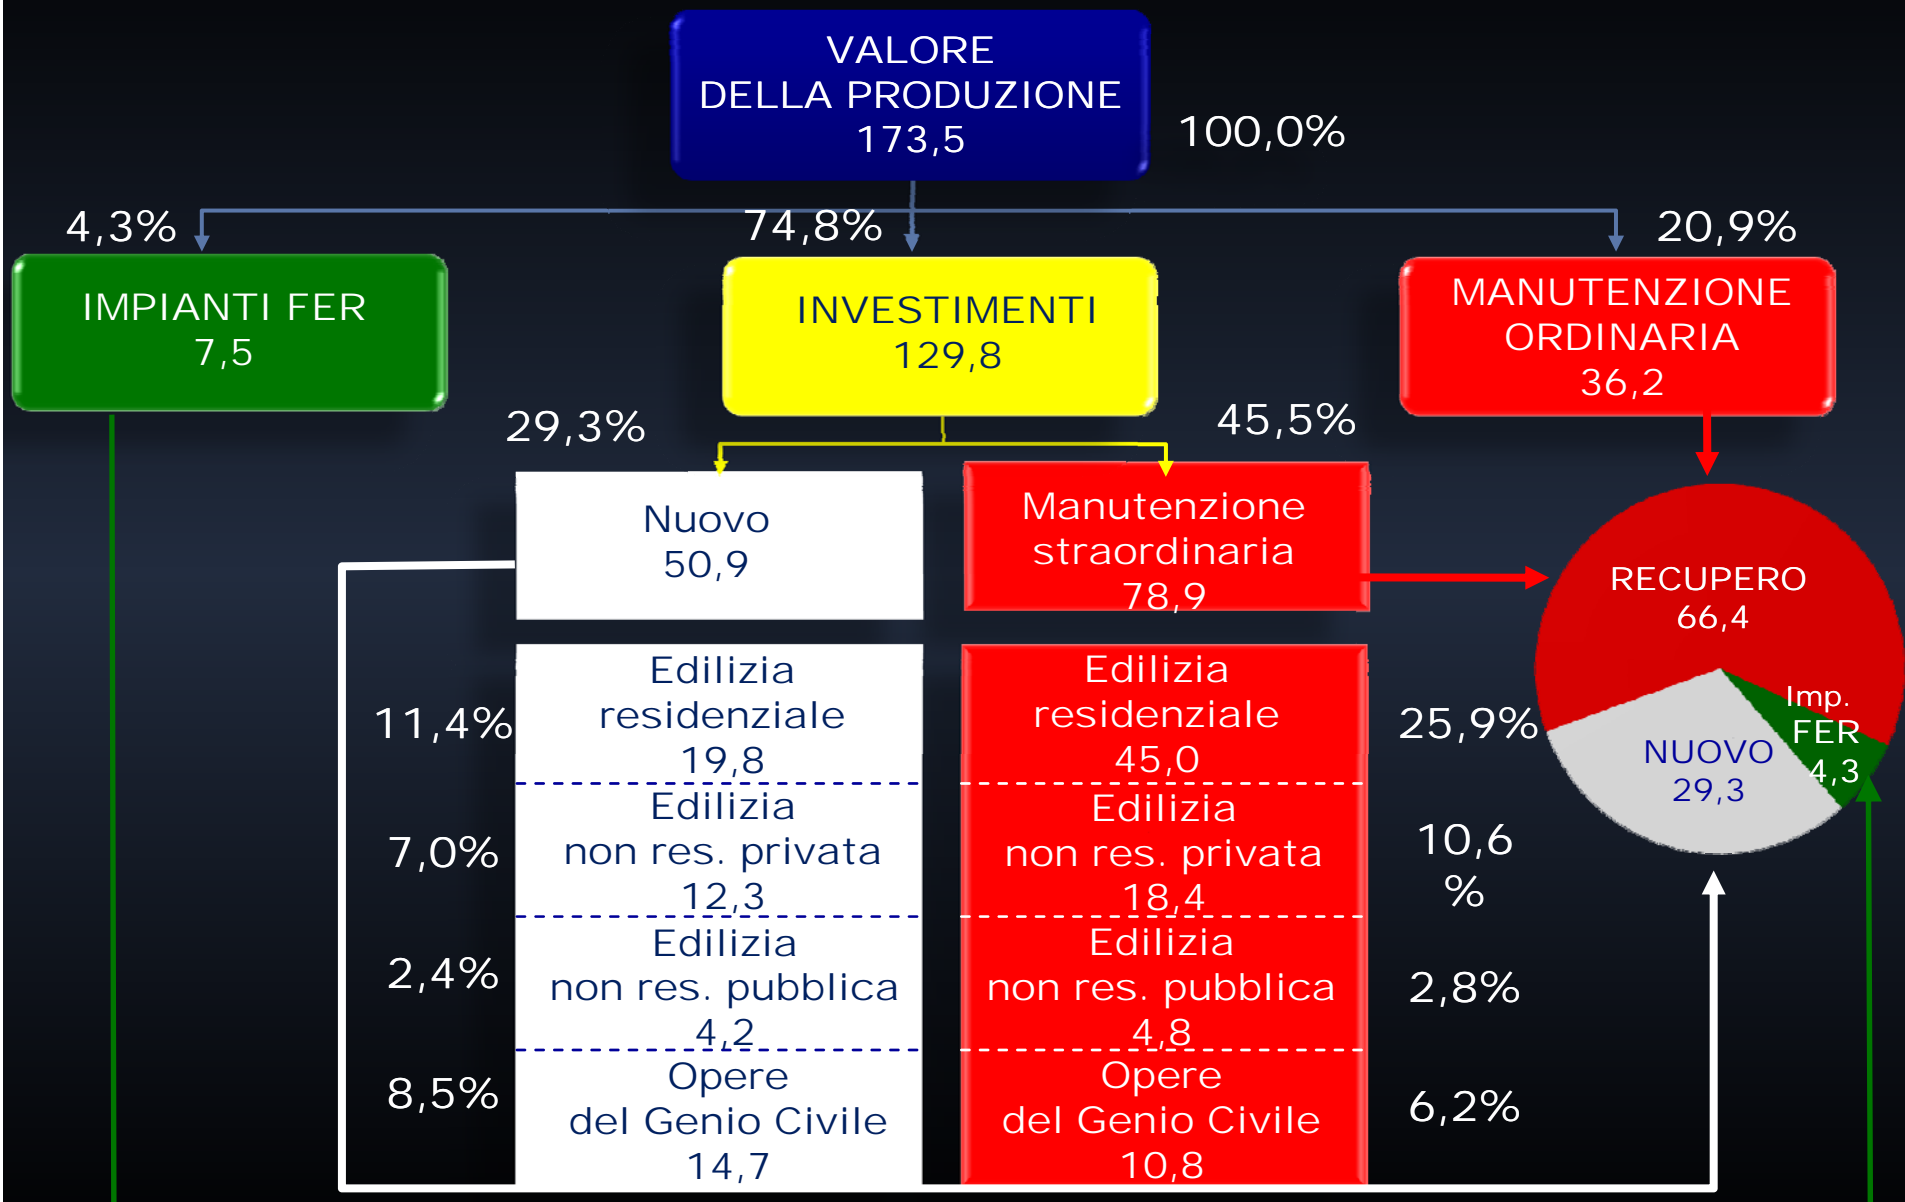 VALORE
DELLA PRODUZIONE
173,5
100,0%
4,3%
74,8%
20,9%
IMPIANTI FER
7,5
INVESTIMENTI
129,8
MANUTENZIONE
ORDINARIA
36,2
29,3%
45,5%
Nuovo
50,9
Manutenzione
straordinaria
78,9
RECUPERO
66,4
Imp.
FER
4,3
NUOVO
29,3
11,4%
Edilizia
residenziale
19,8
Edilizia
residenziale
45,0
25,9%
7,0%
Edilizia
non res. privata
12,3
Edilizia
non res. privata
18,4
10,6
%
2,4%
Edilizia
non res. pubblica
4,2
Edilizia
non res. pubblica
4,8
2,8%
8,5%
Opere
del Genio Civile
14,7
Opere
del Genio Civile
10,8
6,2%